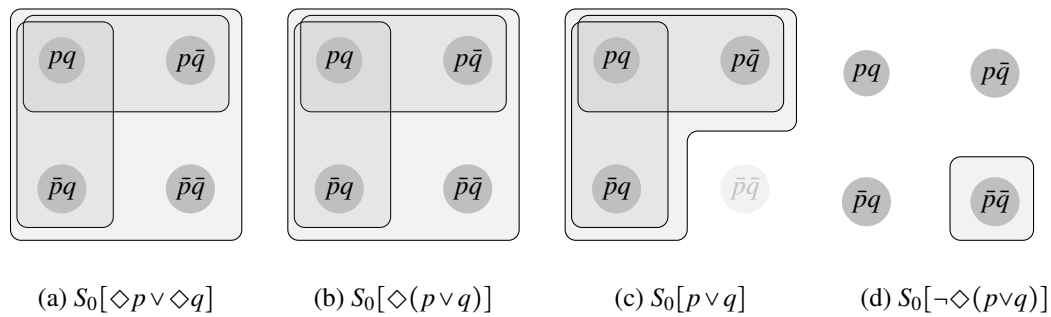 pq pq̄ pq pq̄ pq pq̄ pq pq̄
p̄q p̄q̄ p̄q p̄q̄ p̄q p̄q̄ p̄q p̄q̄
(a) S₀[◇p∨◇q] (b) S₀[◇(p∨q)] (c) S₀[p∨q] (d) S₀[¬◇(p∨q)]